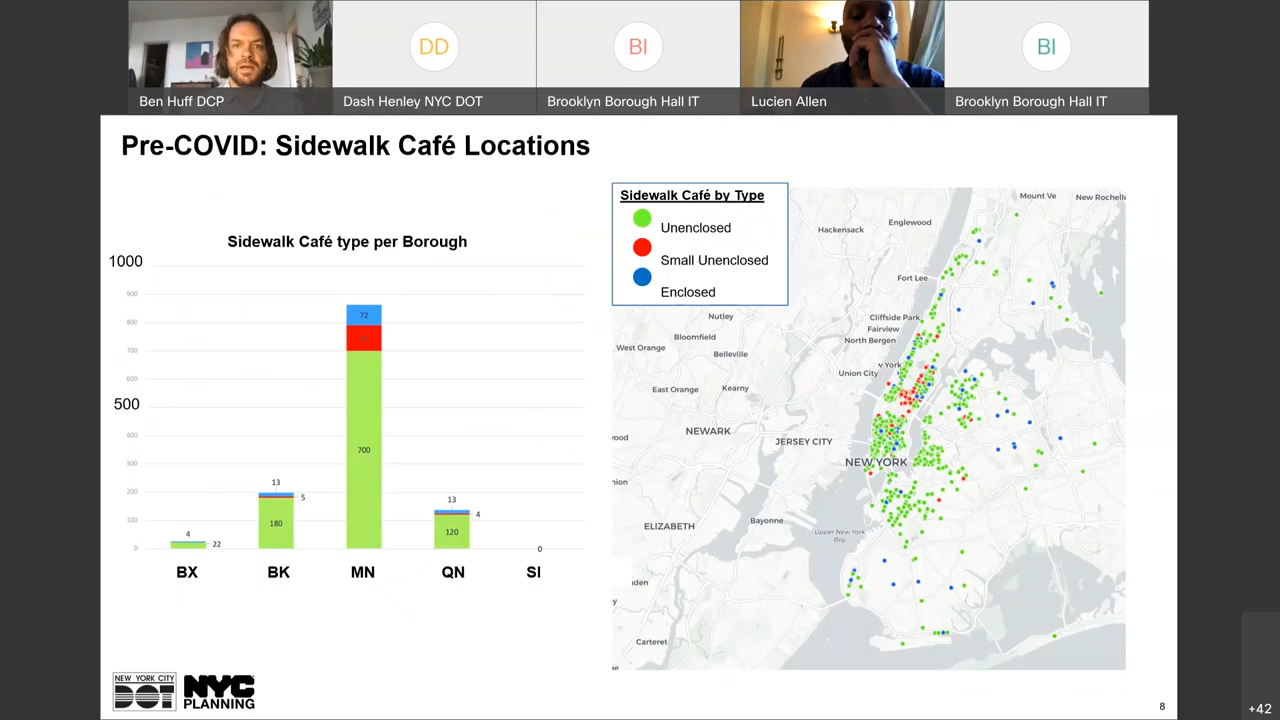 DD
BI
BI
Ben Huff DCP
Dash Henley NYC DOT
Brooklyn Borough Hall IT
Lucien Allen
Brooklyn Borough Hall IT
Pre-COVID: Sidewalk Café Locations
Sidewalk Café type per Borough
1000
900
800
700
600
500
400
300
200
100
0
4
22
13
5
180
72
700
13
4
120
0
BX
BK
MN
QN
SI
Sidewalk Café by Type
Unenclosed
Small Unenclosed
Enclosed
Mount Ve
New Rochelle
Englewood
Hackensack
Fort Lee
Nutley
Cliffside Park
Fairview
Bloomfield
North Bergen
West Orange
Belleville
York
Union City
East Orange
Kearny
NEWARK
JERSEY CITY
NEW YORK
ELIZABETH
Bayonne
Upper New York
Bay
Carteret
NEW YORK CITY
DOT
NYC
PLANNING
8
+42